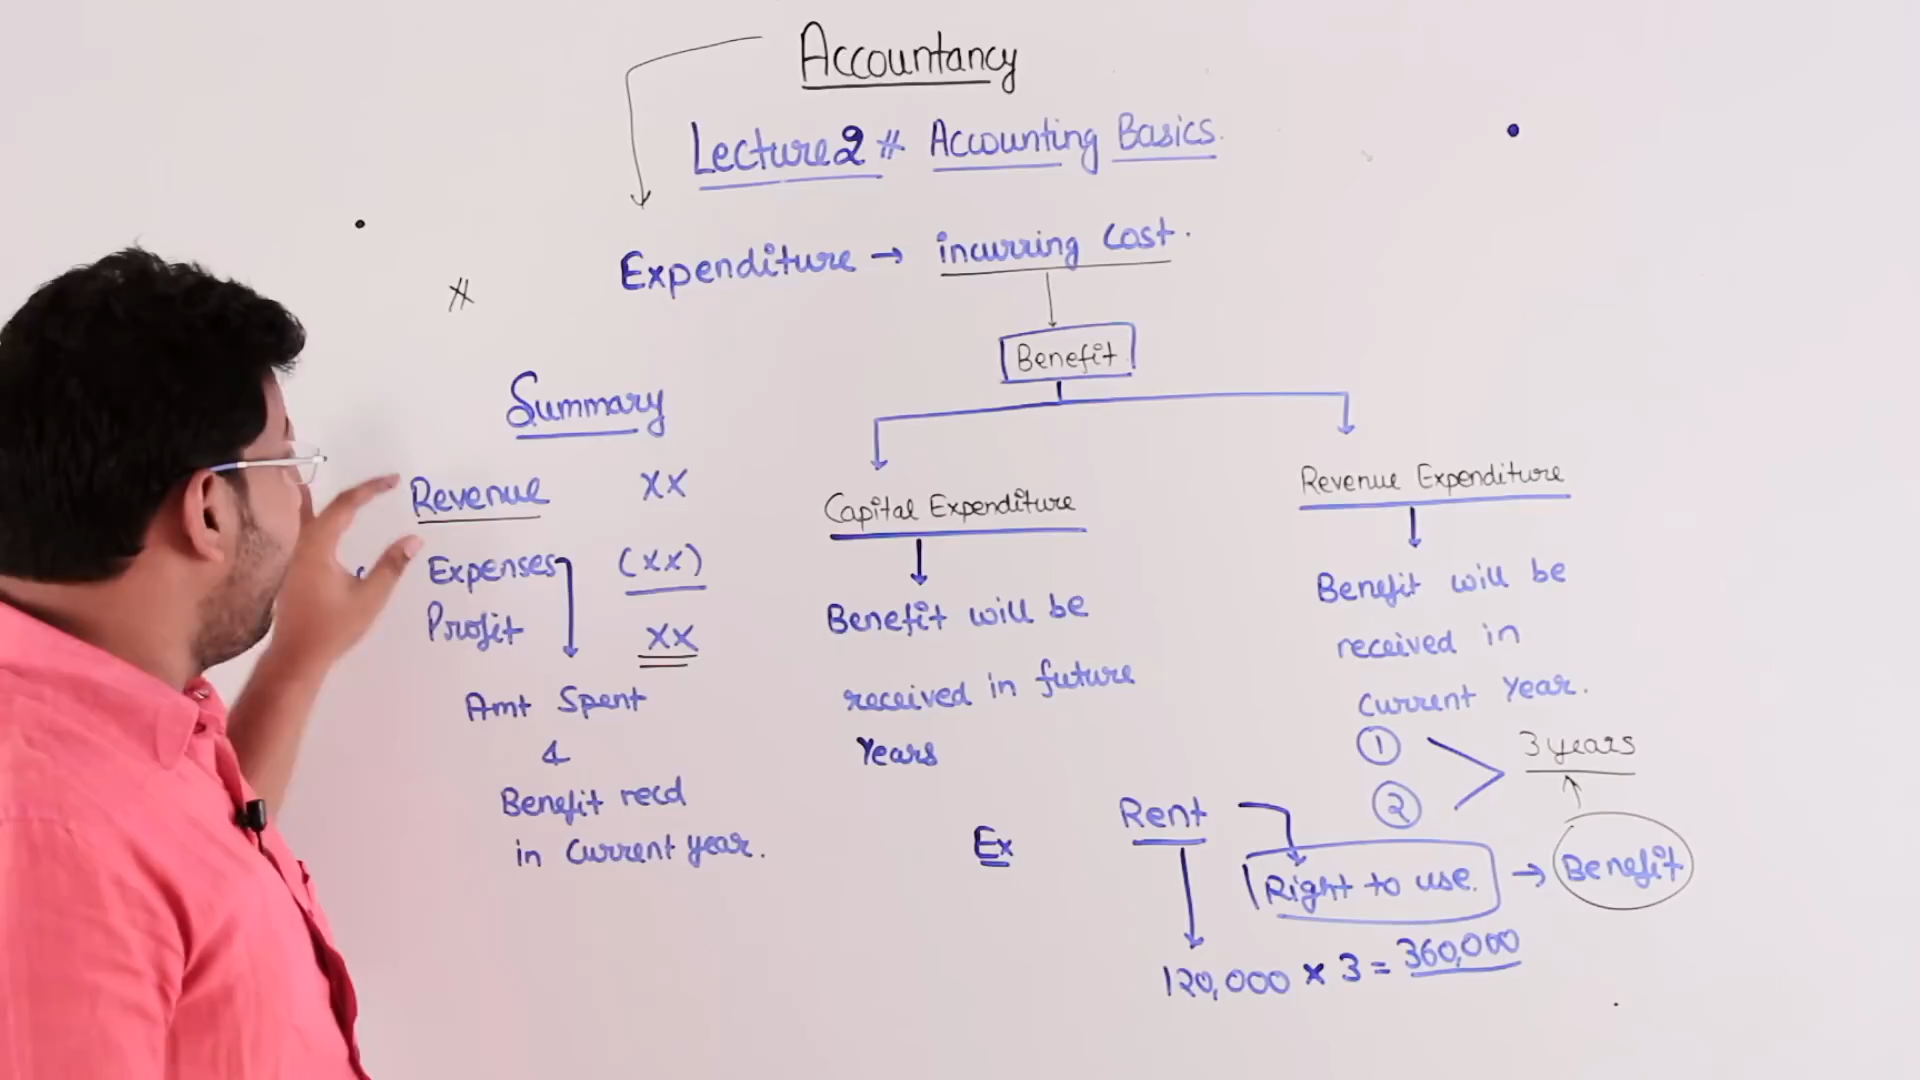 Accountancy
Lecture 2 # Accounting Basics.
Expenditure → incurring cost.
#
Benefit
Summary
Revenue XX
Expenses (XX)
Profit XX
Amt Spent
&
Benefit recd
in current year.
Capital Expenditure
Benefit will be
received in future
Years
Revenue Expenditure
Benefit will be
received in
Current Year.
①
②
3 years
Ex
Rent
Right to use. → Benefit
120,000 × 3 = 360,000